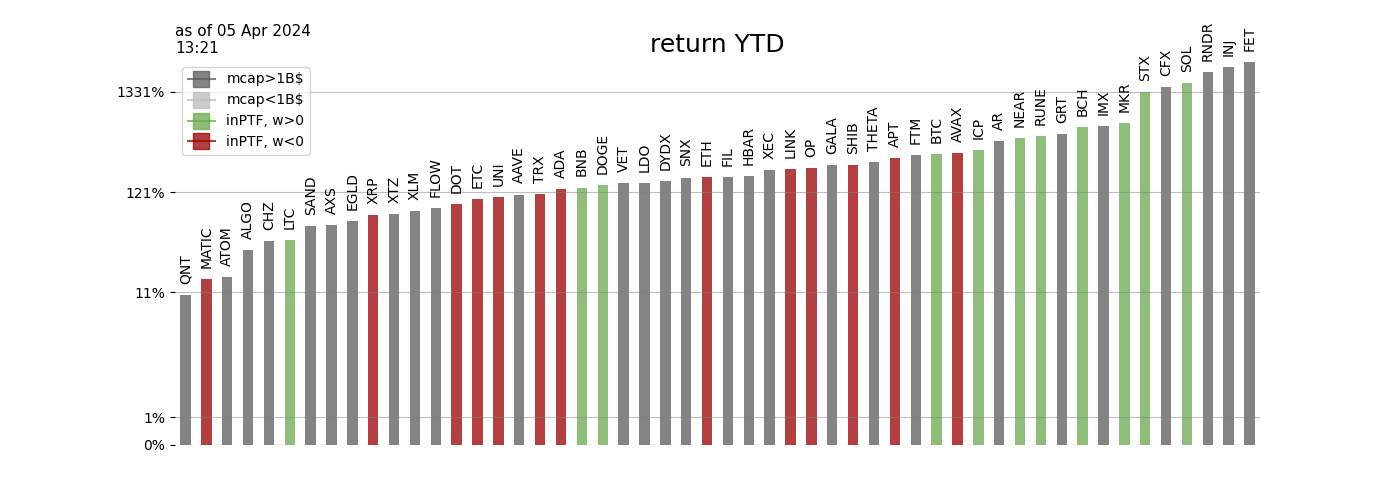 as of 05 Apr 2024
13:21
return YTD
mcap>1B$
mcap<1B$
inPTF, w>0
inPTF, w<0
1331%
121%
11%
1%
0%
QNT
MATIC
ATOM
ALGO
CHZ
LTC
SAND
AXS
EGLD
XRP
XTZ
XLM
FLOW
DOT
ETC
UNI
AAVE
TRX
ADA
BNB
DOGE
VET
LDO
DYDX
SNX
ETH
FIL
HBAR
XEC
LINK
OP
GALA
SHIB
THETA
APT
FTM
BTC
AVAX
ICP
AR
NEAR
RUNE
GRT
BCH
IMX
MKR
STX
CFX
SOL
RNDR
INJ
FET